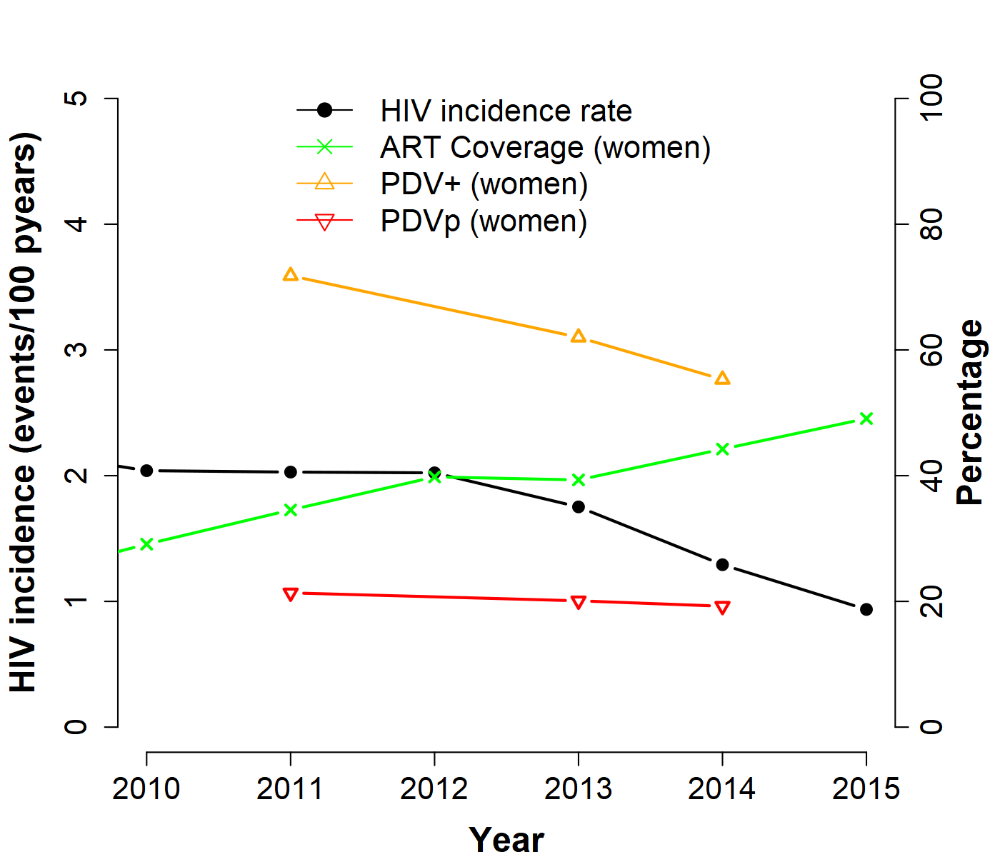 HIV incidence rate
ART Coverage (women)
PDV+ (women)
PDVp (women)
HIV incidence (events/100 pyears)
5
4
3
2
1
0
100
80
60
40
20
0
Percentage
2010 2011 2012 2013 2014 2015
Year